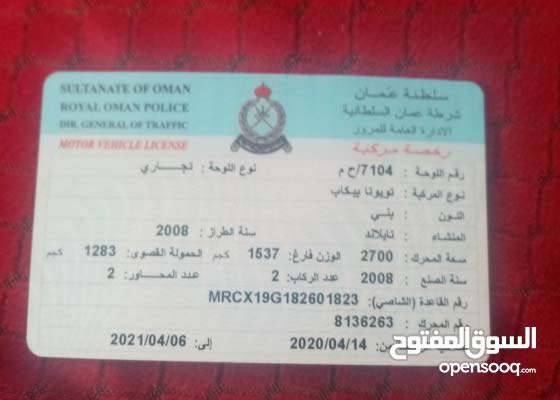 SULTANATE OF OMAN
ROYAL OMAN POLICE
DIR. GENERAL OF TRAFFIC
MOTOR VEHICLE LICENSE
سلطنة عمان
شرطة عمان السلطانية
الادارة العامة للمرور
رخصة مركبة
رقم اللوحة : 7104/ح م نوع اللوحة : تجاري
نوع المركبة : تويوتا بيكاب
اللون : بني
المنشاء : تايلاند سنة الطراز : 2008
سعة المحرك : 2700 الوزن فارغ: 1537 كجم الحمولة القصوى: 1283 كجم
سنة الصنع : 2008 عدد الركاب: 2 عدد المحاور : 2
رقم القاعدة (الشاصي): MRCX19G182601823
رقم المحرك : 8136263
من: 2020/04/14 إلى: 2021/04/06
السوق المفتوح
opensooq.com